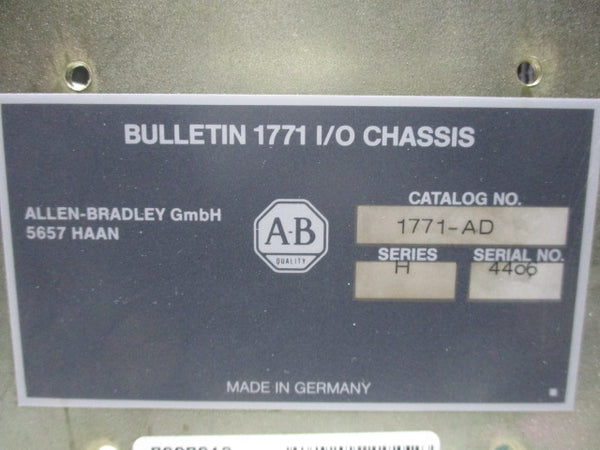 BULLETIN 1771 I/O CHASSIS
ALLEN-BRADLEY GmbH
5657 HAAN
A-B
QUALITY
CATALOG NO.
1771-AD
SERIES
H
SERIAL NO.
4406
MADE IN GERMANY